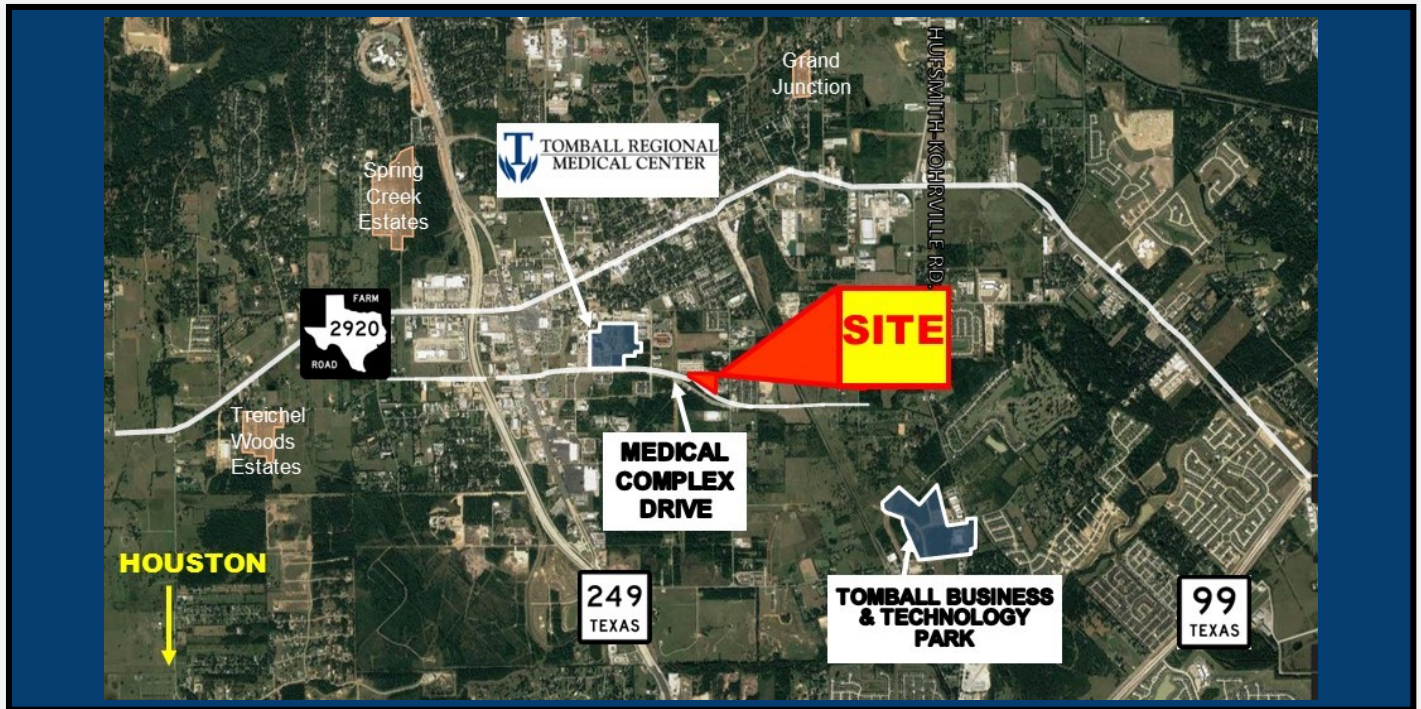 HUFSMITH-KOHRVILLE RD.
Grand
Junction
T
TOMBALL REGIONAL
MEDICAL CENTER
Spring
Creek
Estates
FARM
2920
ROAD
SITE
Treichel
Woods
Estates
MEDICAL
COMPLEX
DRIVE
HOUSTON
249
TEXAS
TOMBALL BUSINESS
& TECHNOLOGY
PARK
99
TEXAS